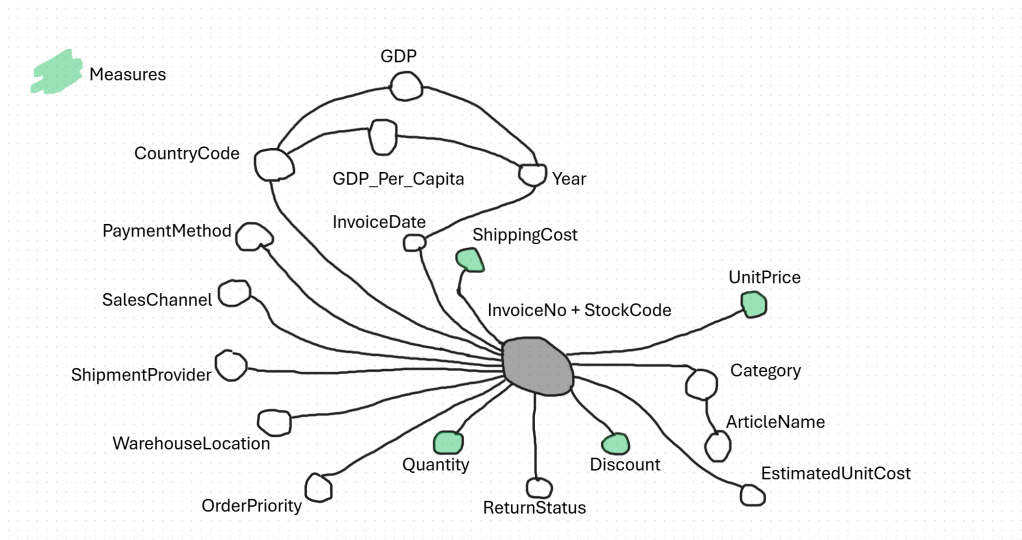 GDP
Measures
CountryCode
GDP_Per_Capita
Year
PaymentMethod
InvoiceDate
ShippingCost
UnitPrice
SalesChannel
InvoiceNo + StockCode
ShipmentProvider
Category
ArticleName
WarehouseLocation
Quantity
Discount
EstimatedUnitCost
OrderPriority
ReturnStatus